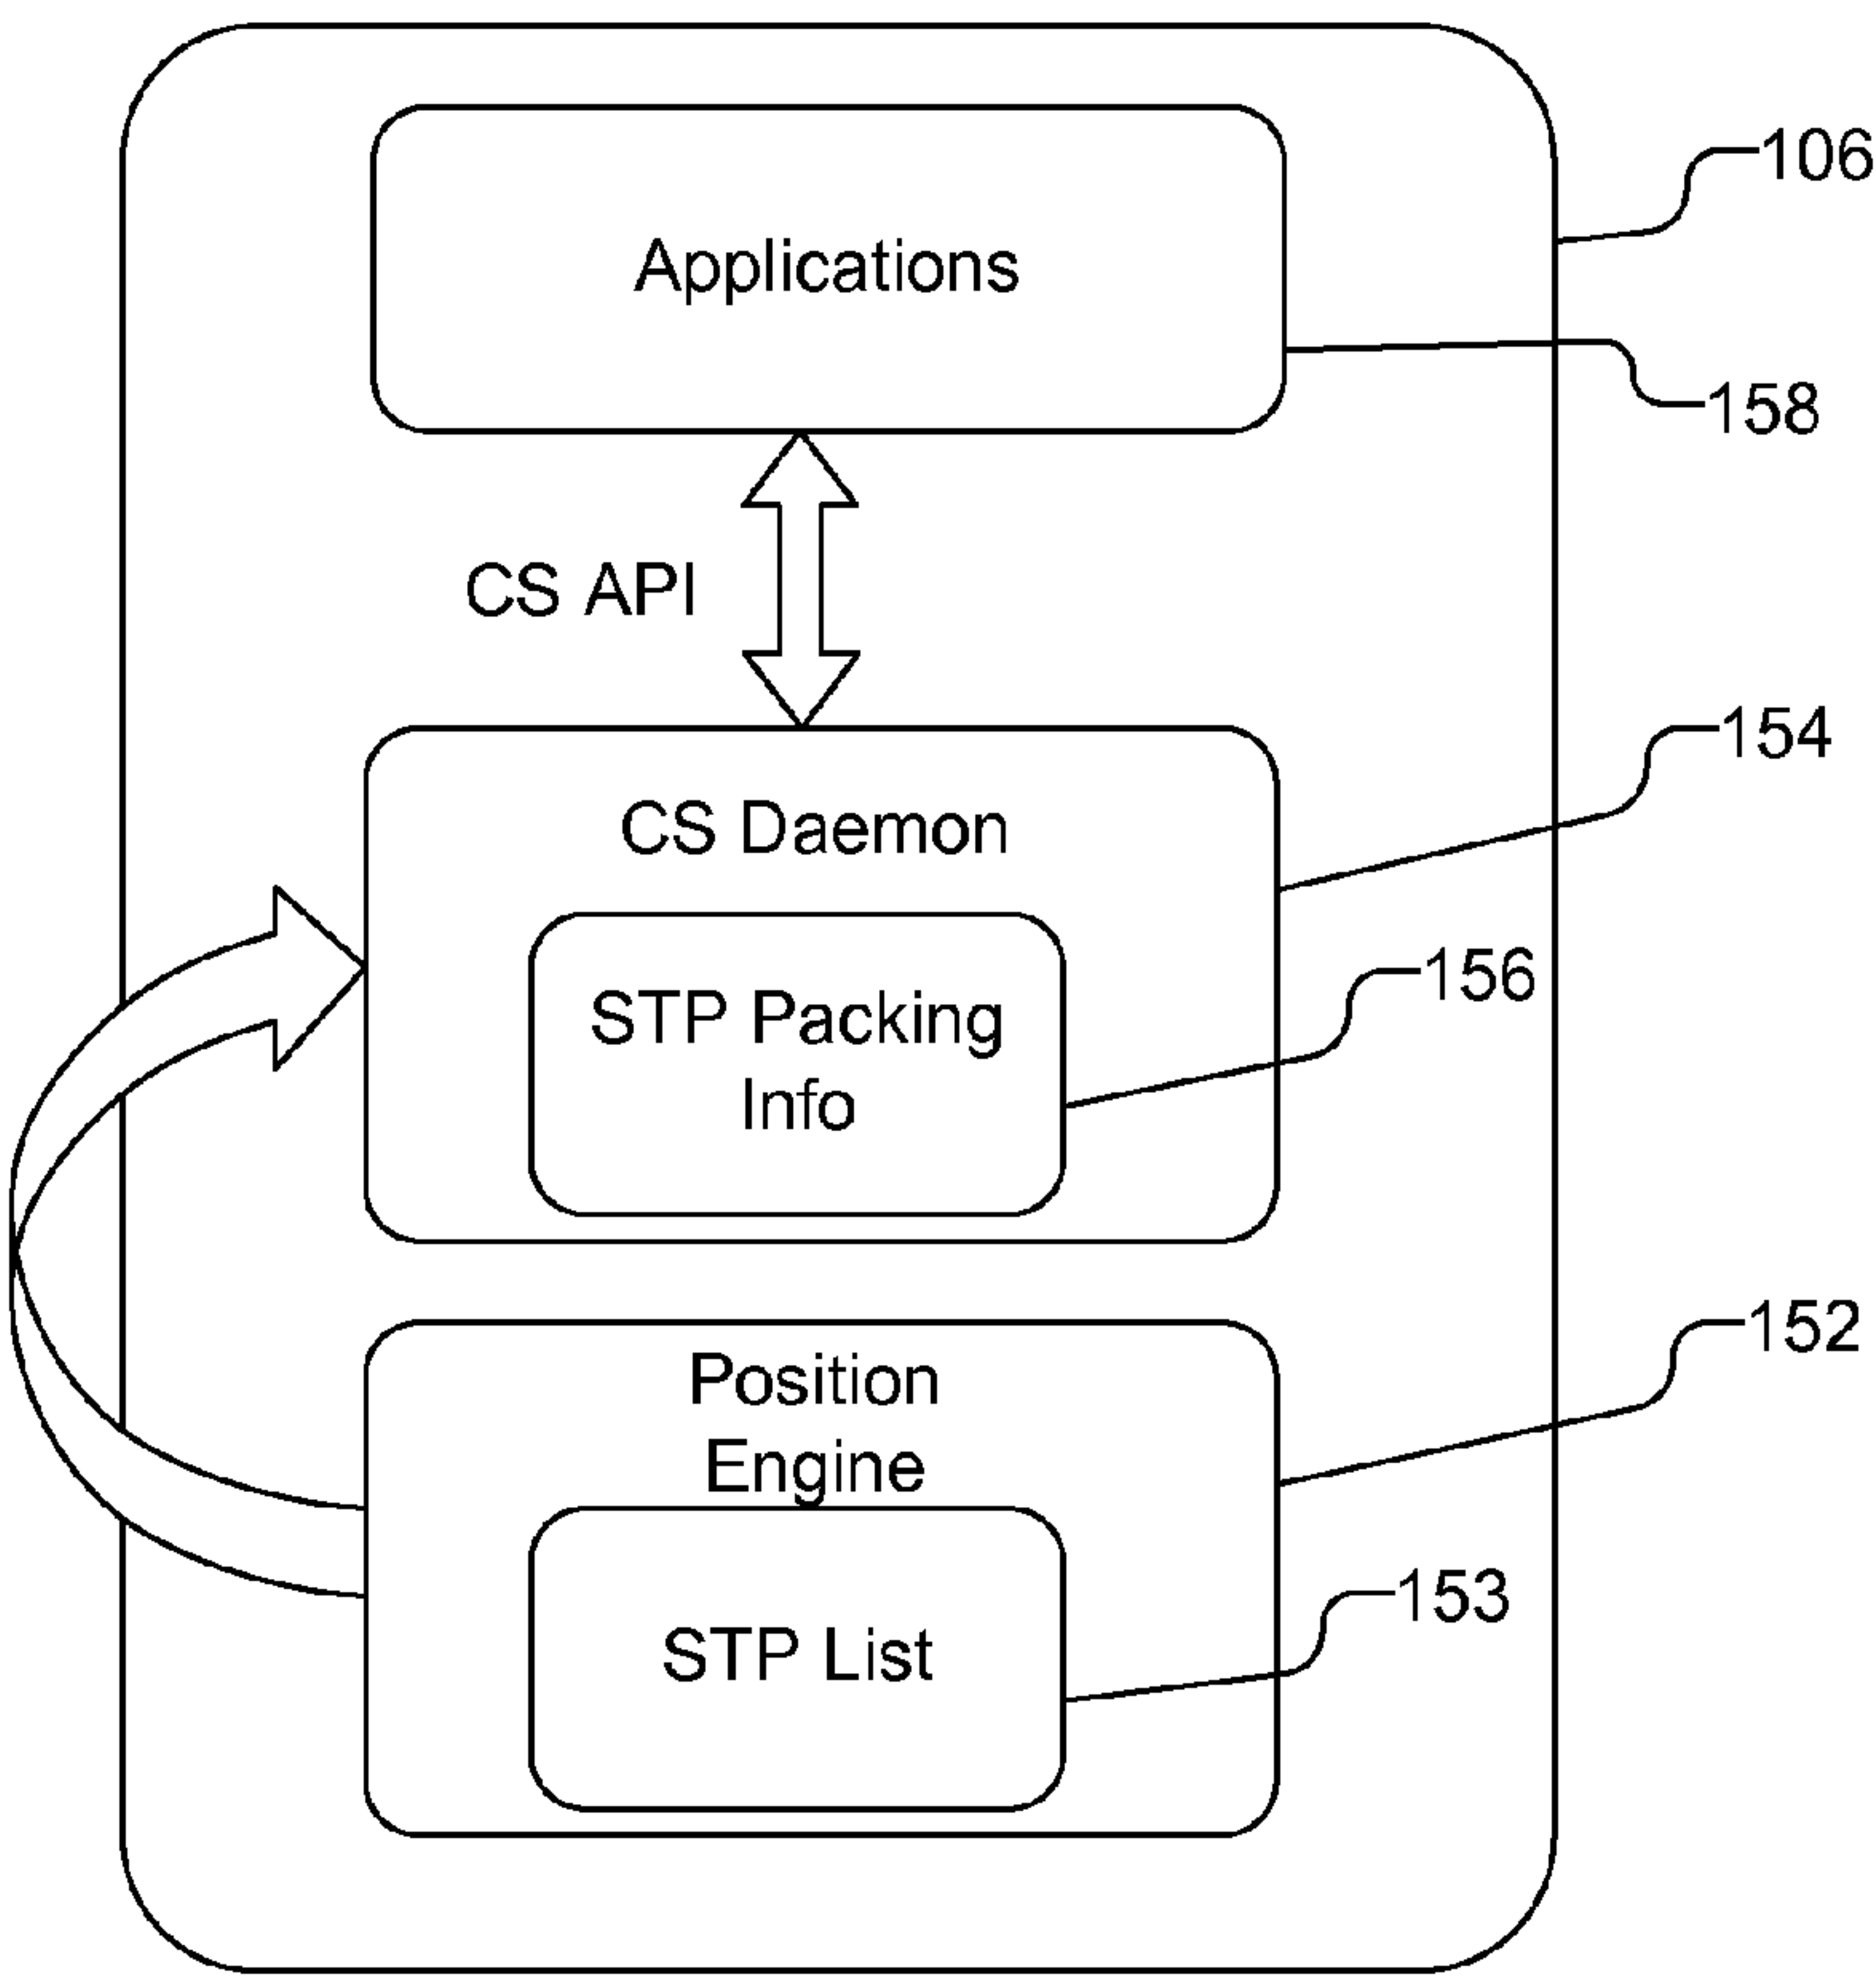 106
Applications
158
CS API
154
CS Daemon
156
STP Packing
Info
152
Position
Engine
153
STP List